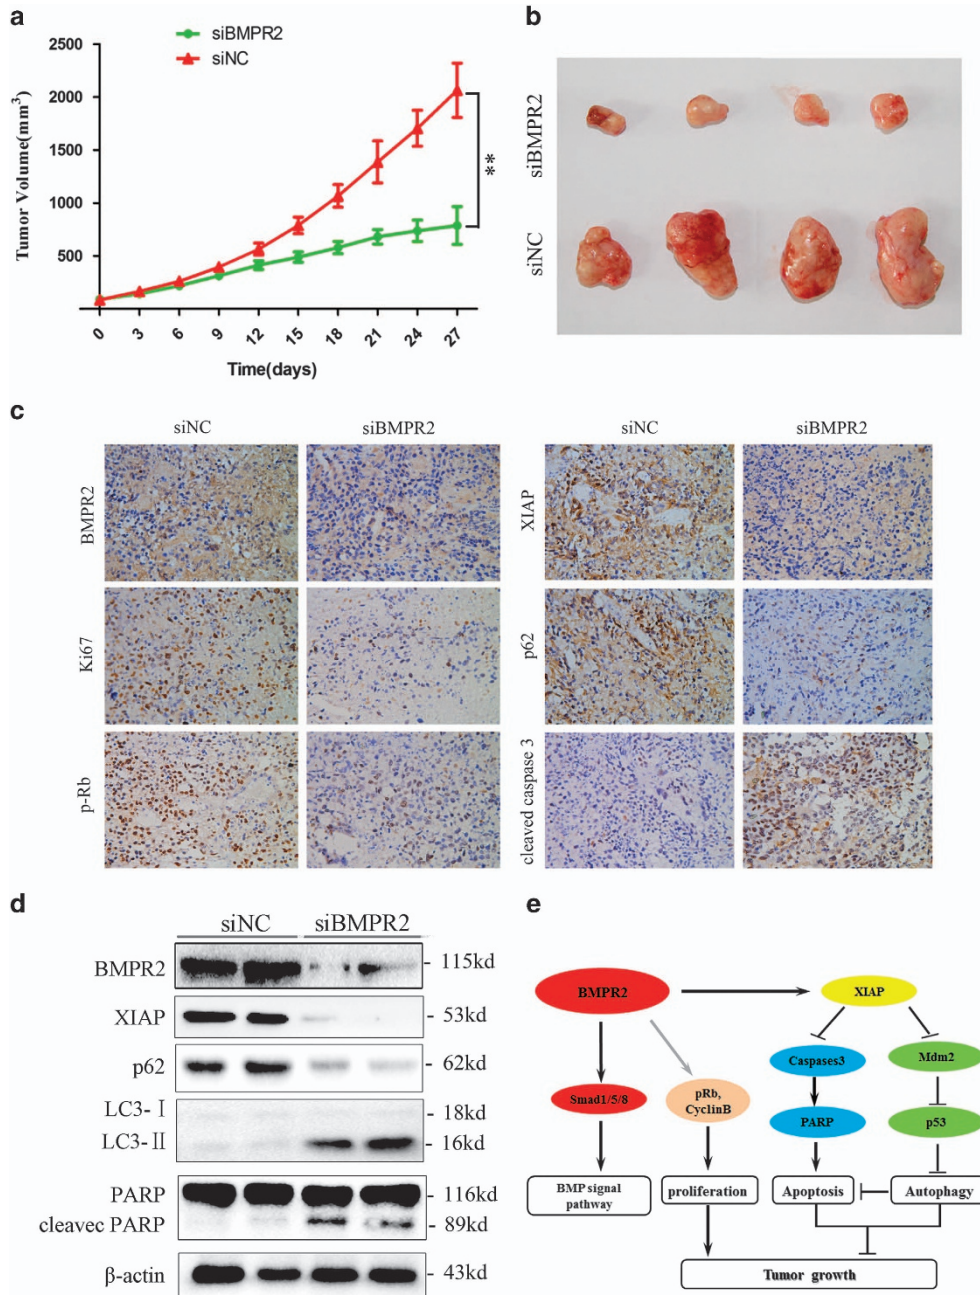 a
siBMPR2
siNC
2500
2000
1500
1000
500
Tumor Volume(mm³)
0 3 6 9 12 15 18 21 24 27
Time(days)
**
b
siBMPR2
siNC
c
siNC siBMPR2
BMPR2
Ki67
p-Rb
siNC siBMPR2
XIAP
p62
cleaved caspase 3
d
siNC siBMPR2
BMPR2 - 115kd
XIAP - 53kd
p62 - 62kd
LC3-Ⅰ - 18kd
LC3-Ⅱ - 16kd
PARP - 116kd
cleavec PARP - 89kd
β-actin - 43kd
e
BMPR2
XIAP
Caspases3
Mdm2
Smad1/5/8
pRb,
CyclinB
PARP
p53
BMP signal
pathway
proliferation
Apoptosis
Autophagy
Tumor growth